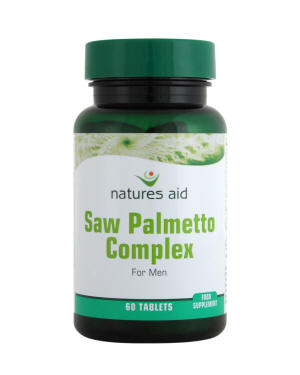 natures aid
Saw Palmetto
Complex
For Men
60 TABLETS
FOOD
SUPPLEMENT